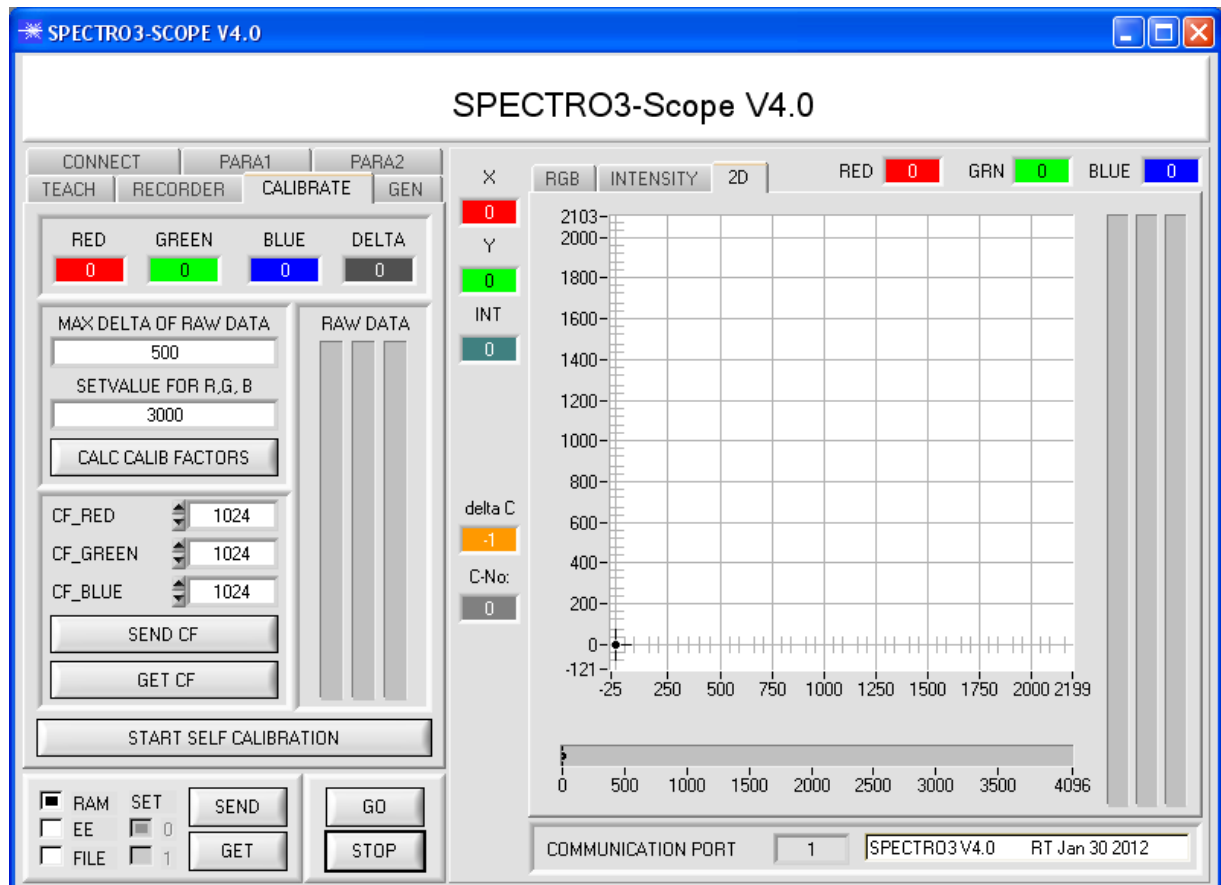 SPECTRO3-SCOPE V4.0
SPECTRO3-Scope V4.0
CONNECT PARA1 PARA2
TEACH RECORDER CALIBRATE GEN
RED GREEN BLUE DELTA
0 0 0 0
MAX DELTA OF RAW DATA
500
SETVALUE FOR R,G, B
3000
CALC CALIB FACTORS
RAW DATA
CF_RED 1024
CF_GREEN 1024
CF_BLUE 1024
SEND CF
GET CF
START SELF CALIBRATION
RAM SET
EE 0
FILE 1
SEND
GET
GO
STOP
X
0
Y
0
INT
0
delta C
-1
C-No:
0
RGB INTENSITY 2D
RED 0 GRN 0 BLUE 0
2103
2000
1800
1600
1400
1200
1000
800
600
400
200
0
-121
-25 250 500 750 1000 1250 1500 1750 2000 2199
0 500 1000 1500 2000 2500 3000 3500 4096
COMMUNICATION PORT 1 SPECTRO3 V4.0 RT Jan 30 2012